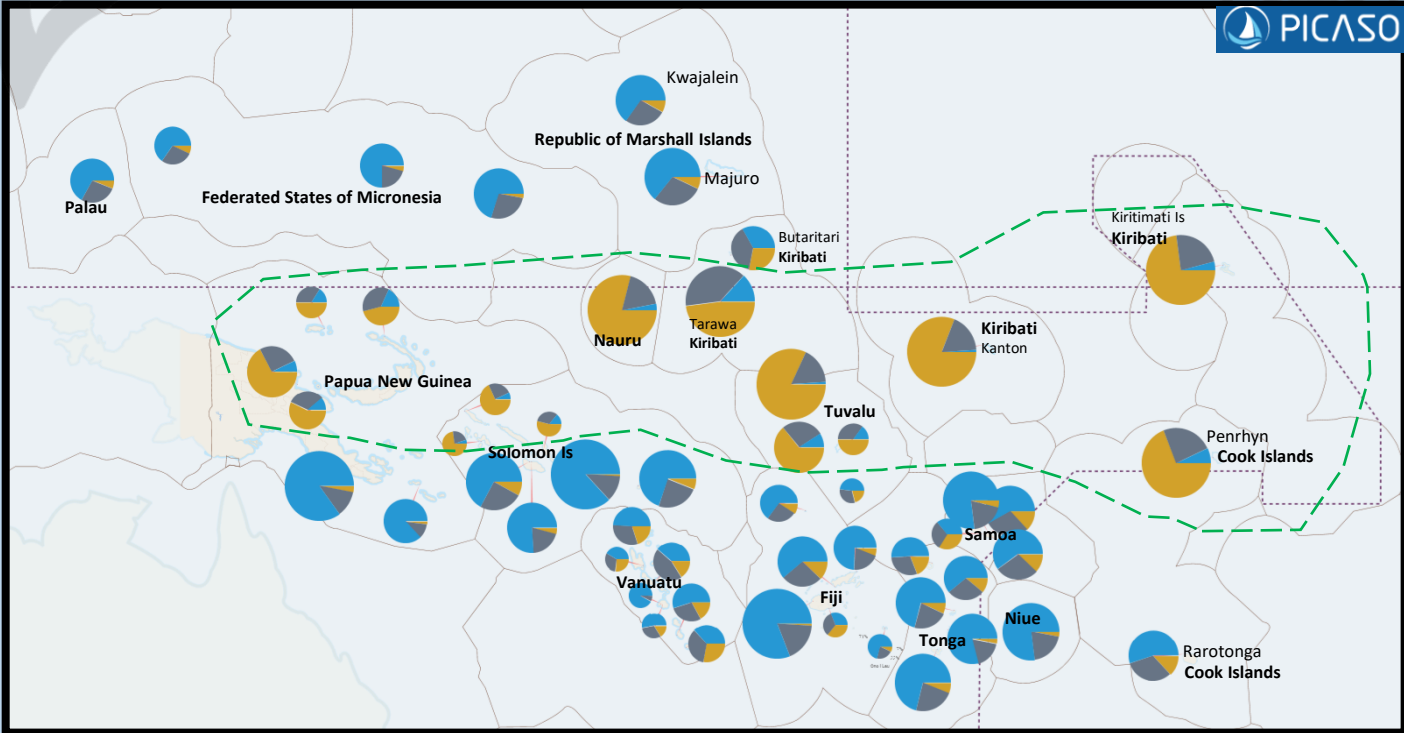 PICASO
Kwajalein
Republic of Marshall Islands
Majuro
Palau
Federated States of Micronesia
Butaritari
Kiribati
Kiritimati Is
Kiribati
Nauru
Tarawa
Kiribati
Kiribati
Kanton
Papua New Guinea
Tuvalu
Solomon Is
Penrhyn
Cook Islands
Samoa
Vanuatu
Fiji
Niue
Tonga
Rarotonga
Cook Islands